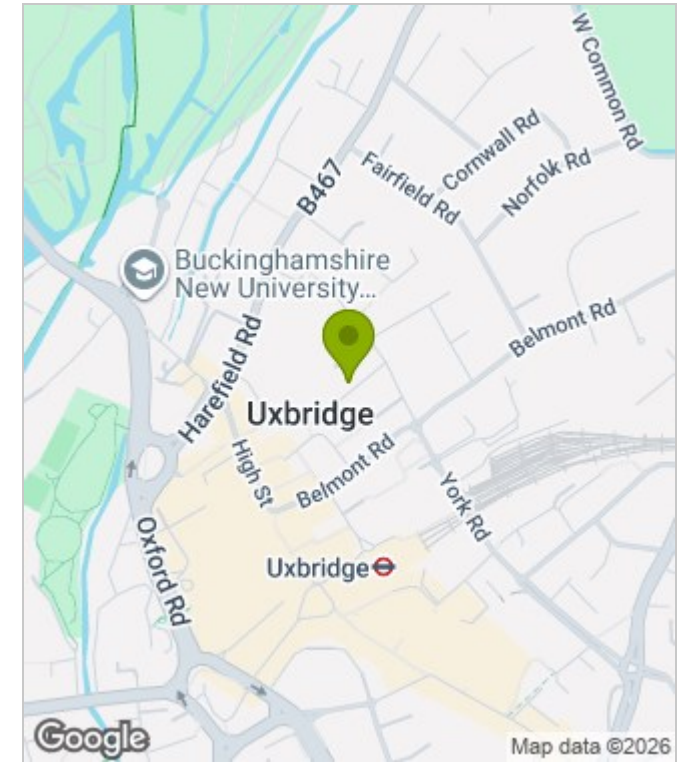 W Common Rd
Cornwall Rd
Fairfield Rd
Norfolk Rd
B467
Buckinghamshire
New University...
Belmont Rd
Harefield Rd
Uxbridge
High St
Belmont Rd
York Rd
Oxford Rd
Uxbridge
Google
Map data ©2026